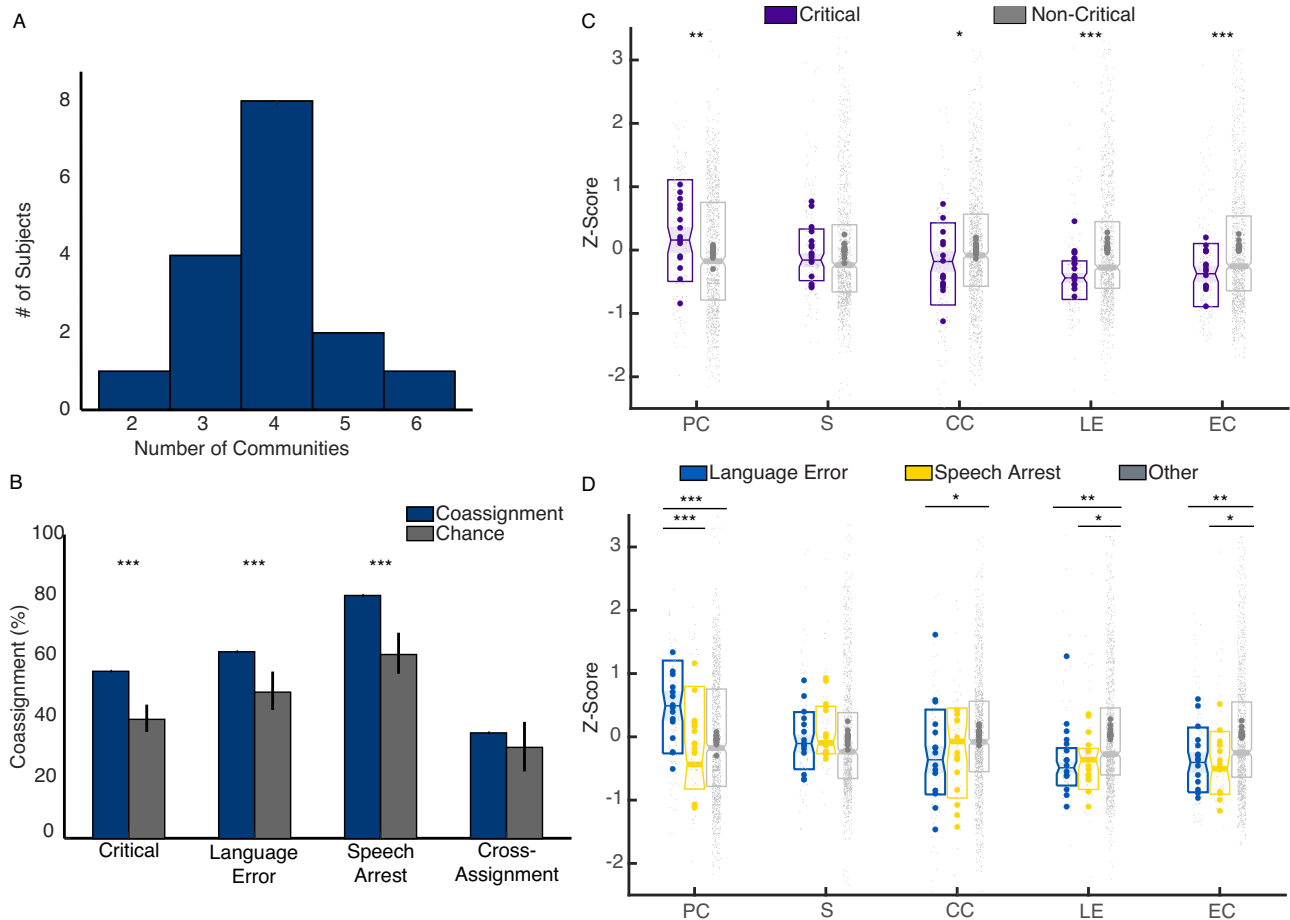 A
# of Subjects
8
6
4
2
0
2 3 4 5 6
Number of Communities
B
Coassignment
Chance
Coassignment (%)
100
80
60
40
20
0
*** *** ***
Critical Language Error Speech Arrest Cross-Assignment
C
Critical Non-Critical
** * *** ***
Z-Score
3
2
1
0
-1
-2
PC S CC LE EC
D
Language Error Speech Arrest Other
*** * ** **
*** * *
Z-Score
3
2
1
0
-1
-2
PC S CC LE EC